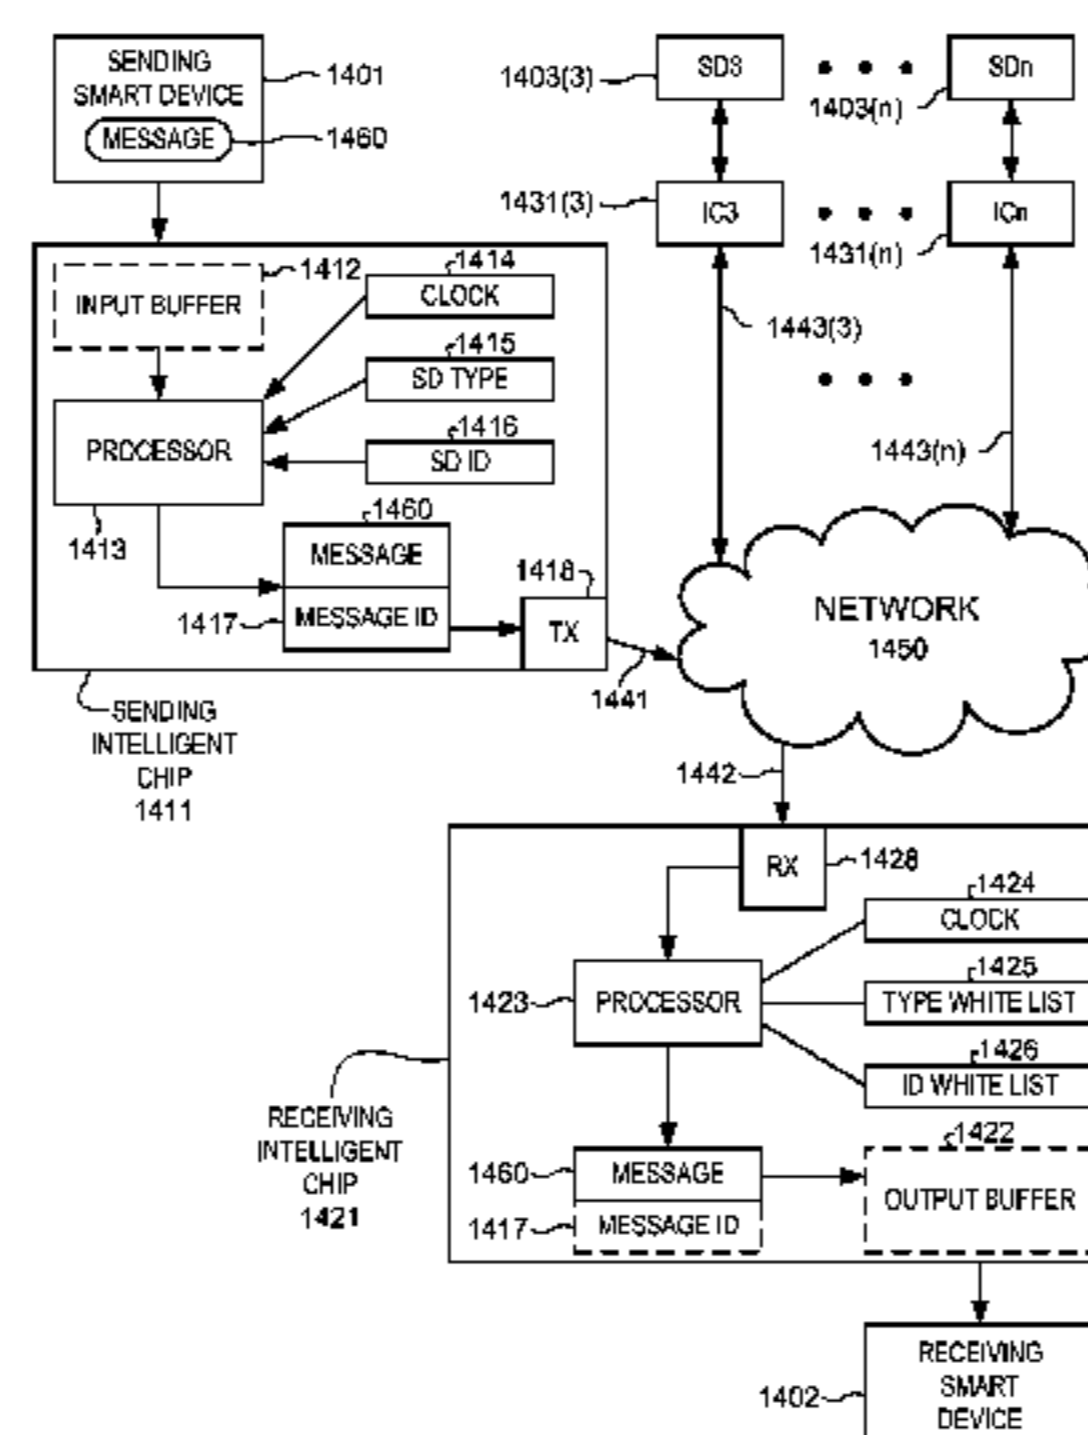 SENDING
SMART DEVICE
1401
MESSAGE
1460
1403(3)
SD3
SDn
1403(n)
1431(3)
IC3
ICn
1431(n)
1412
INPUT BUFFER
1414
CLOCK
1443(3)
1415
SD TYPE
1416
SD ID
PROCESSOR
1443(n)
1413
1460
MESSAGE
1417
MESSAGE ID
1418
TX
1441
NETWORK
1450
SENDING
INTELLIGENT
CHIP
1411
1442
RX
1428
1424
CLOCK
1423
PROCESSOR
1425
TYPE WHITE LIST
1426
ID WHITE LIST
RECEIVING
INTELLIGENT
CHIP
1421
1460
MESSAGE
1417
MESSAGE ID
1422
OUTPUT BUFFER
1402
RECEIVING
SMART
DEVICE